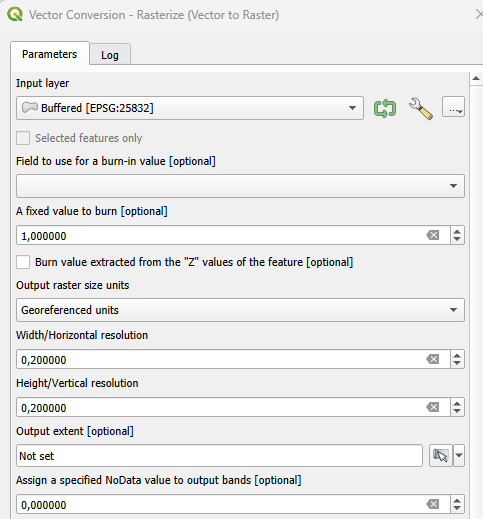 Vector Conversion - Rasterize (Vector to Raster)
Parameters Log
Input layer
Buffered [EPSG:25832]
...
Selected features only
Field to use for a burn-in value [optional]
A fixed value to burn [optional]
1,000000
Burn value extracted from the "Z" values of the feature [optional]
Output raster size units
Georeferenced units
Width/Horizontal resolution
0,200000
Height/Vertical resolution
0,200000
Output extent [optional]
Not set
Assign a specified NoData value to output bands [optional]
0,000000